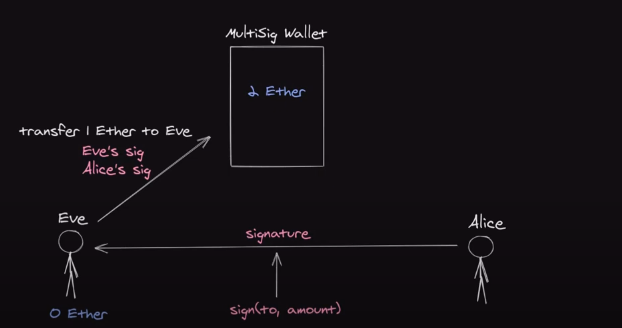 MultiSig Wallet
2 Ether
transfer 1 Ether to Eve
Eve's sig
Alice's sig
Eve
Alice
signature
0 Ether
sign(to, amount)